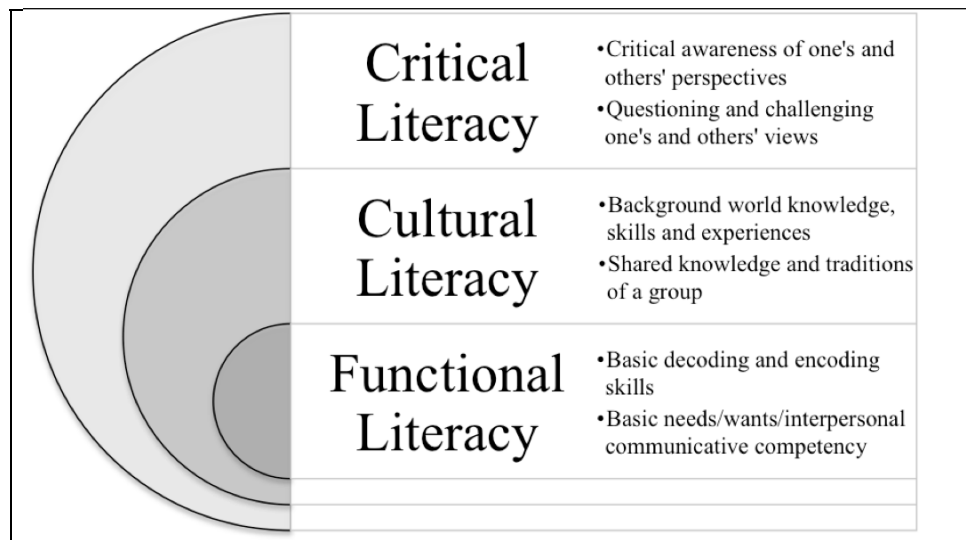 Critical
Literacy
•Critical awareness of one's and
others' perspectives
•Questioning and challenging
one's and others' views
Cultural
Literacy
•Background world knowledge,
skills and experiences
•Shared knowledge and traditions
of a group
Functional
Literacy
•Basic decoding and encoding
skills
•Basic needs/wants/interpersonal
communicative competency